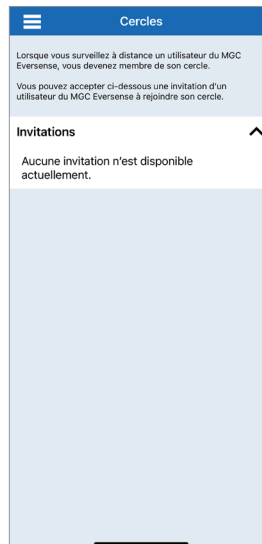 Cercles
Lorsque vous surveillez à distance un utilisateur du MGC
Eversense, vous devenez membre de son cercle.
Vous pouvez accepter ci-dessous une invitation d'un
utilisateur du MGC Eversense à rejoindre son cercle.
Invitations
Aucune invitation n'est disponible
actuellement.